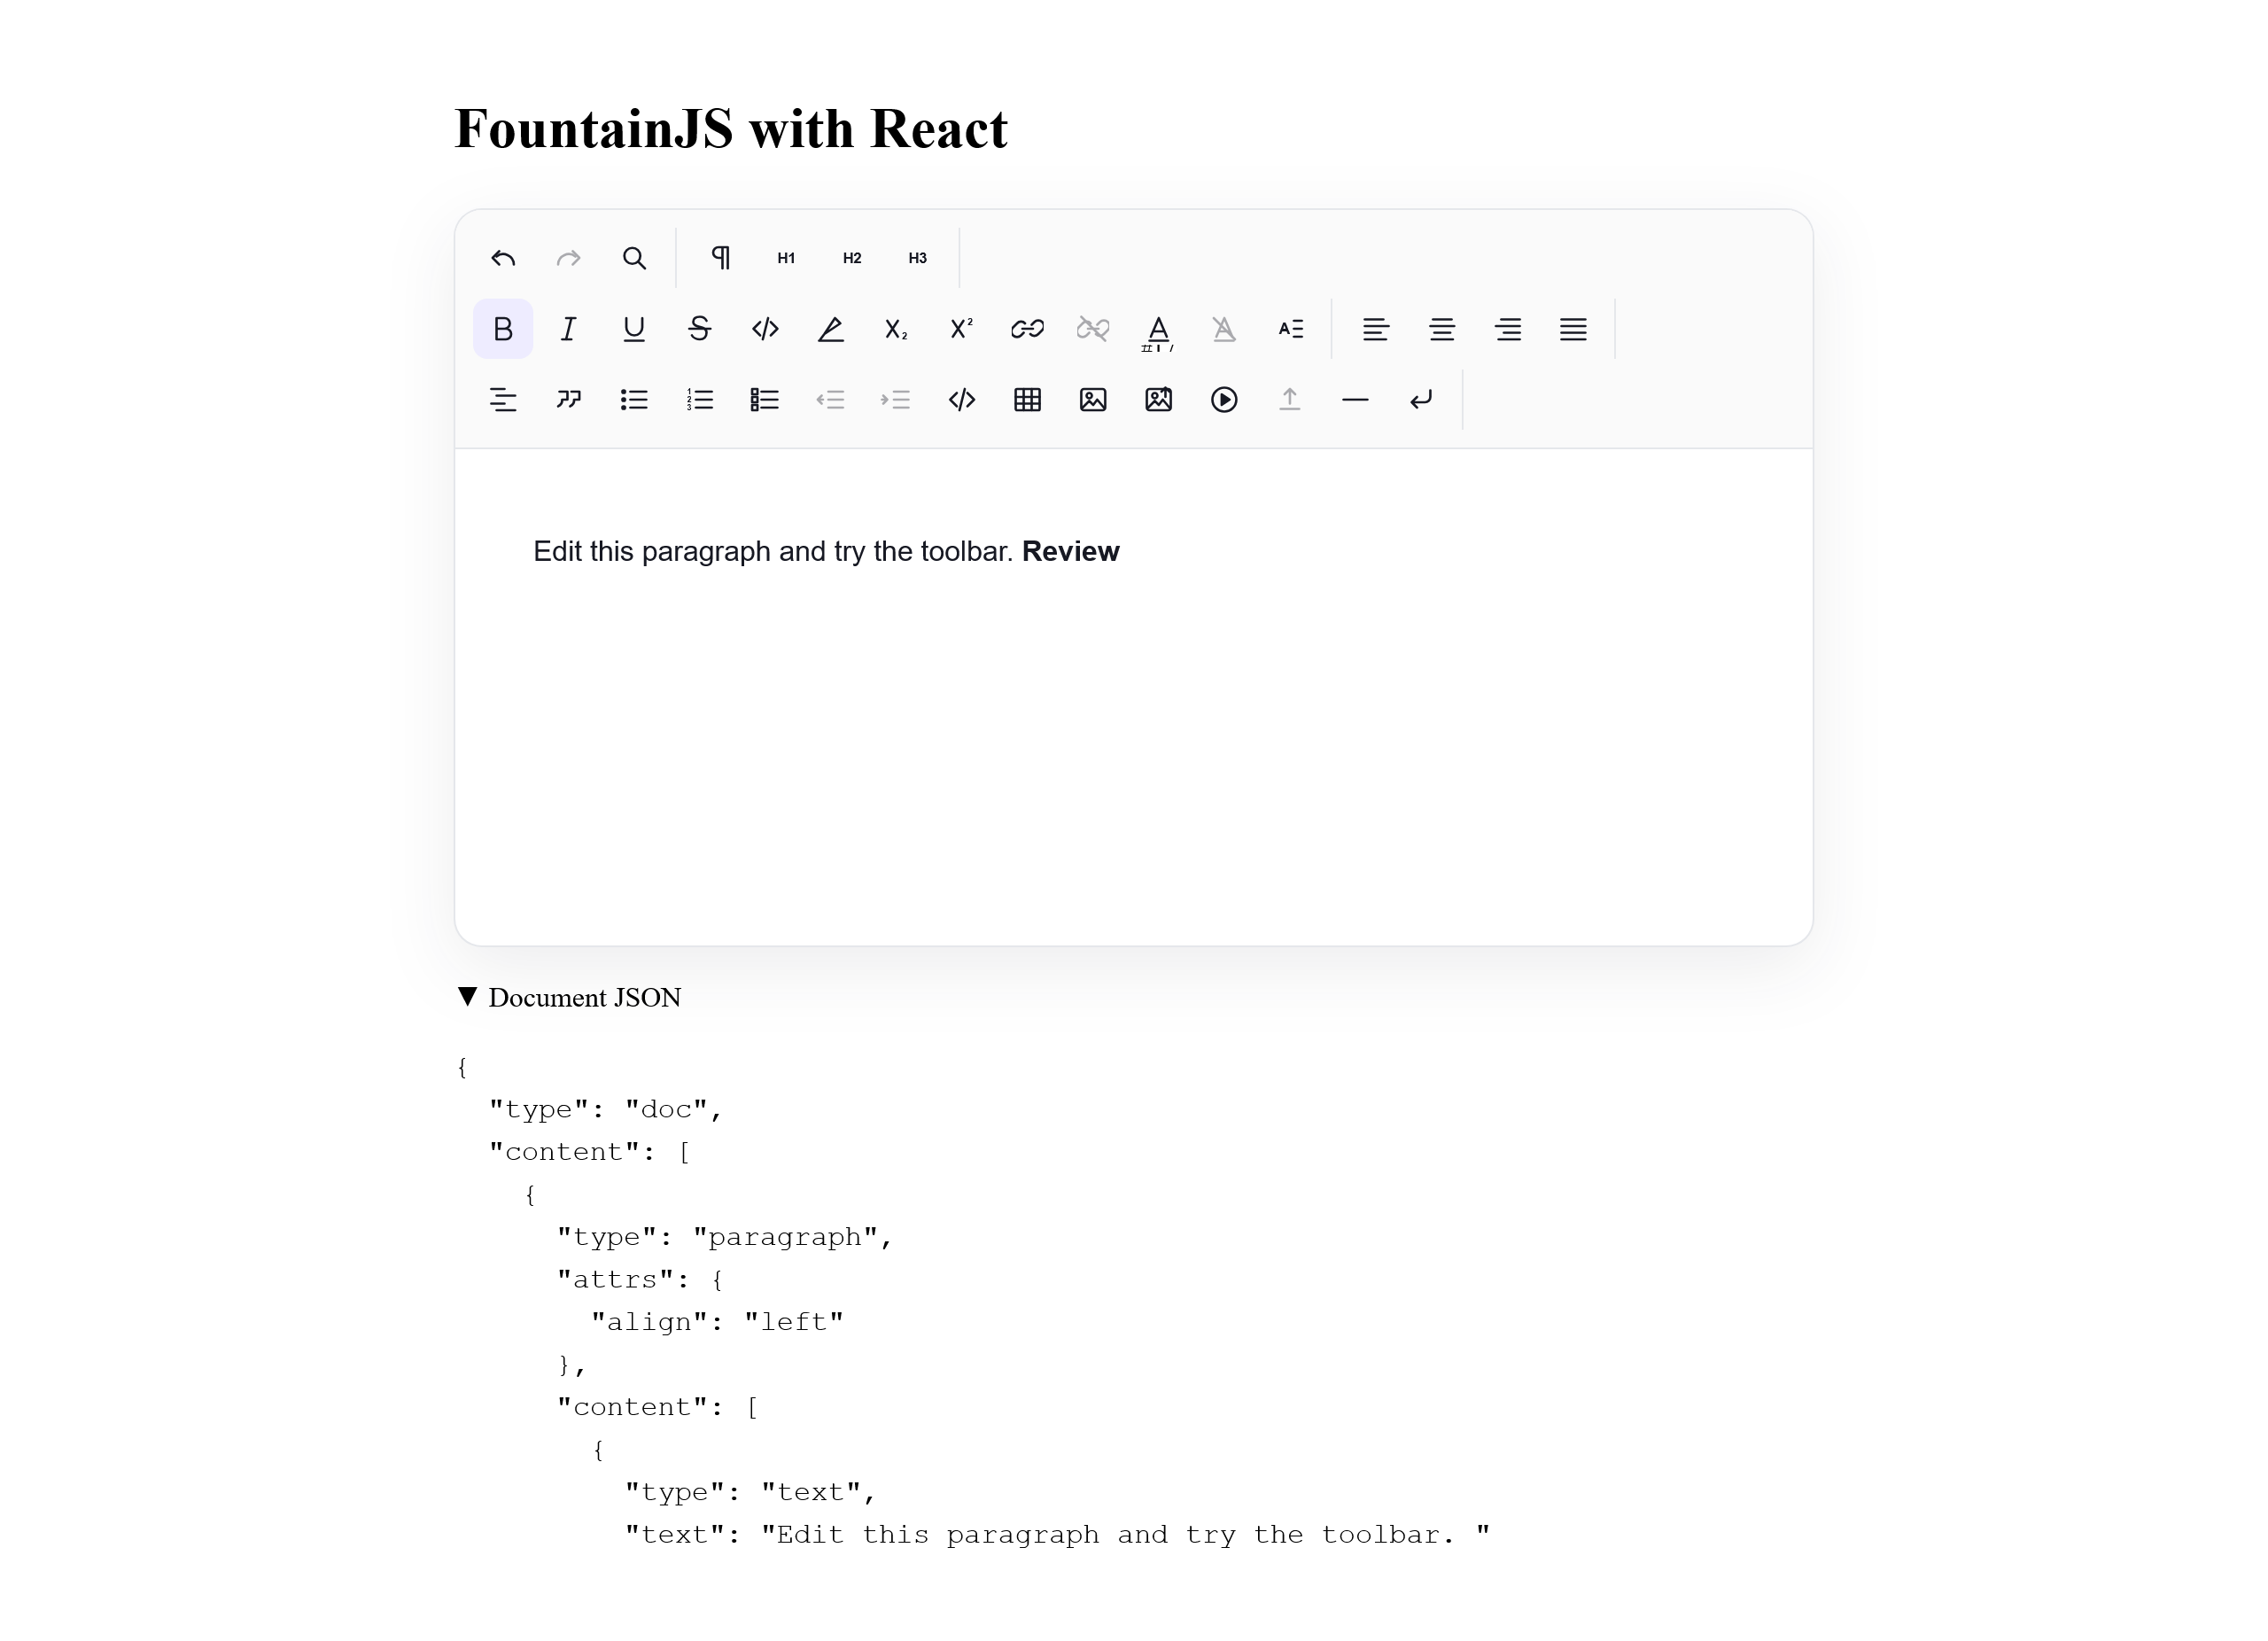 FountainJS with React
H1 H2 H3
Edit this paragraph and try the toolbar. Review
▼ Document JSON
{
  "type": "doc",
  "content": [
    {
      "type": "paragraph",
      "attrs": {
        "align": "left"
      },
      "content": [
        {
          "type": "text",
          "text": "Edit this paragraph and try the toolbar. "